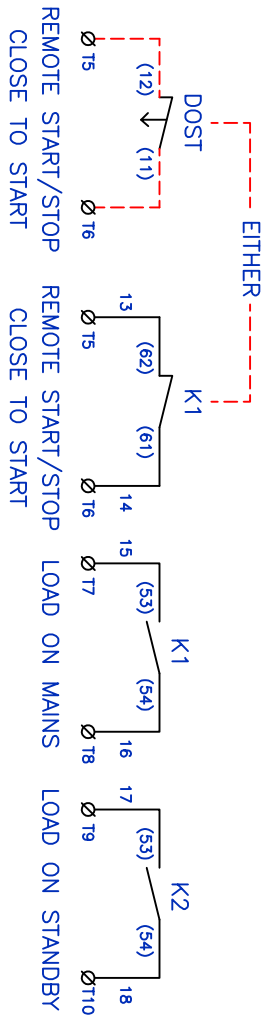 EITHER
DOST
(12)
(11)
T5
T6
REMOTE START/STOP
CLOSE TO START
K1
13
(62)
(61)
14
T5
T6
REMOTE START/STOP
CLOSE TO START
K1
15
(53)
(54)
16
T7
T8
LOAD ON MAINS
K2
17
(53)
(54)
18
T9
T10
LOAD ON STANDBY